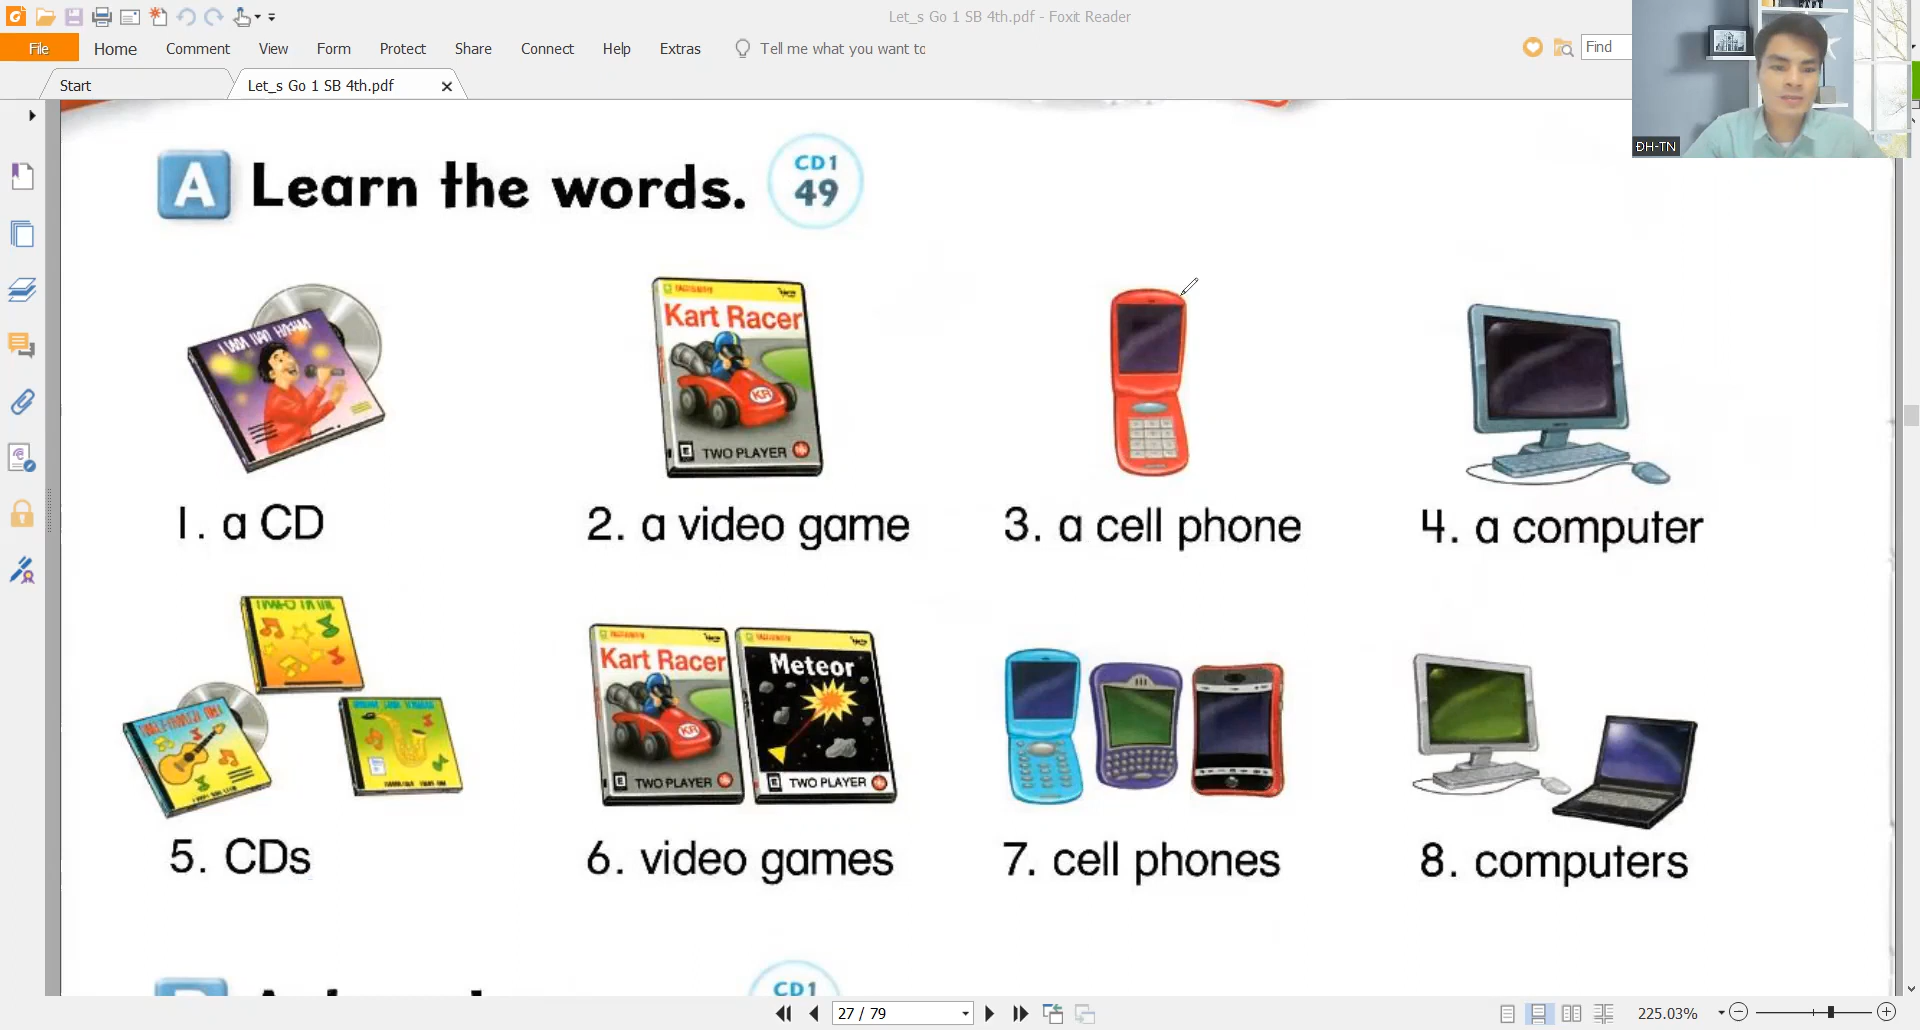 Let_s Go 1 SB 4th.pdf - Foxit Reader
File Home Comment View Form Protect Share Connect Help Extras Tell me what you want to Find
Start Let_s Go 1 SB 4th.pdf
ĐH-TN
A Learn the words. CD1 49
Kart Racer
KR
E TWO PLAYER
1. a CD 2. a video game 3. a cell phone 4. a computer
Kart Racer Meteor
KR
E TWO PLAYER E TWO PLAYER
5. CDs 6. video games 7. cell phones 8. computers
CD1
27 / 79 225.03%